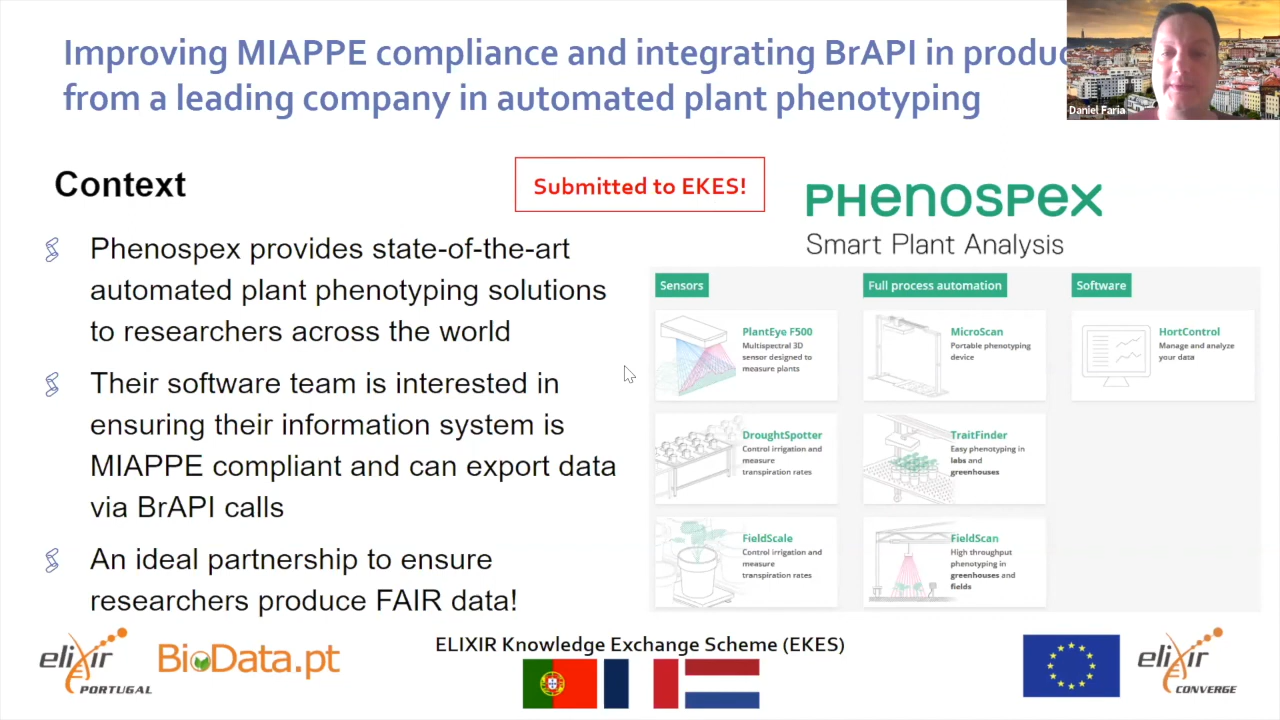 Improving MIAPPE compliance and integrating BrAPI in
from a leading company in automated plant phenotyping
Daniel Faria
Context
Submitted to EKES!
PHENOSPEX
Smart Plant Analysis
Phenospex provides state-of-the-art
automated plant phenotyping solutions
to researchers across the world
Their software team is interested in
ensuring their information system is
MIAPPE compliant and can export data
via BrAPI calls
An ideal partnership to ensure
researchers produce FAIR data!
Sensors
PlantEye F500
Multispectral 3D
sensor designed to
measure plants
DroughtSpotter
Control irrigation and
measure
transpiration rates
FieldScale
Control irrigation and
measure
transpiration rates
Full process automation
MicroScan
Portable phenotyping
device
TraitFinder
Easy phenotyping in
labs and
greenhouses
FieldScan
High throughput
phenotyping in
greenhouses and
fields
Software
HortControl
Manage and analyze
your data
elixir
PORTUGAL
BioData.pt
ELIXIR Knowledge Exchange Scheme (EKES)
elixir
CONVERGE